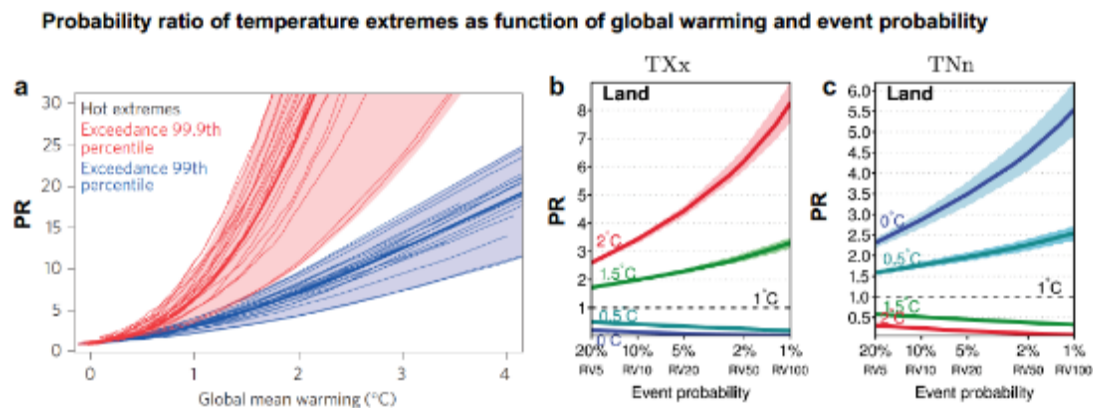 Probability ratio of temperature extremes as function of global warming and event probability
a
Hot extremes
Exceedance 99.9th
percentile
Exceedance 99th
percentile
PR
30
25
20
15
10
5
0
0 1 2 3 4
Global mean warming (°C)
b
TXx
Land
PR
8
7
6
5
4
3
2
1
2°C
1.5°C
1°C
0.5°C
0°C
20% 10% 5% 2% 1%
RV5 RV10 RV20 RV50 RV100
Event probability
c
TNn
Land
PR
6.0
5.5
5.0
4.5
4.0
3.5
3.0
2.5
2.0
1.5
1.0
0.5
0°C
0.5°C
1°C
1.5°C
2°C
20% 10% 5% 2% 1%
RV5 RV10 RV20 RV50 RV100
Event probability